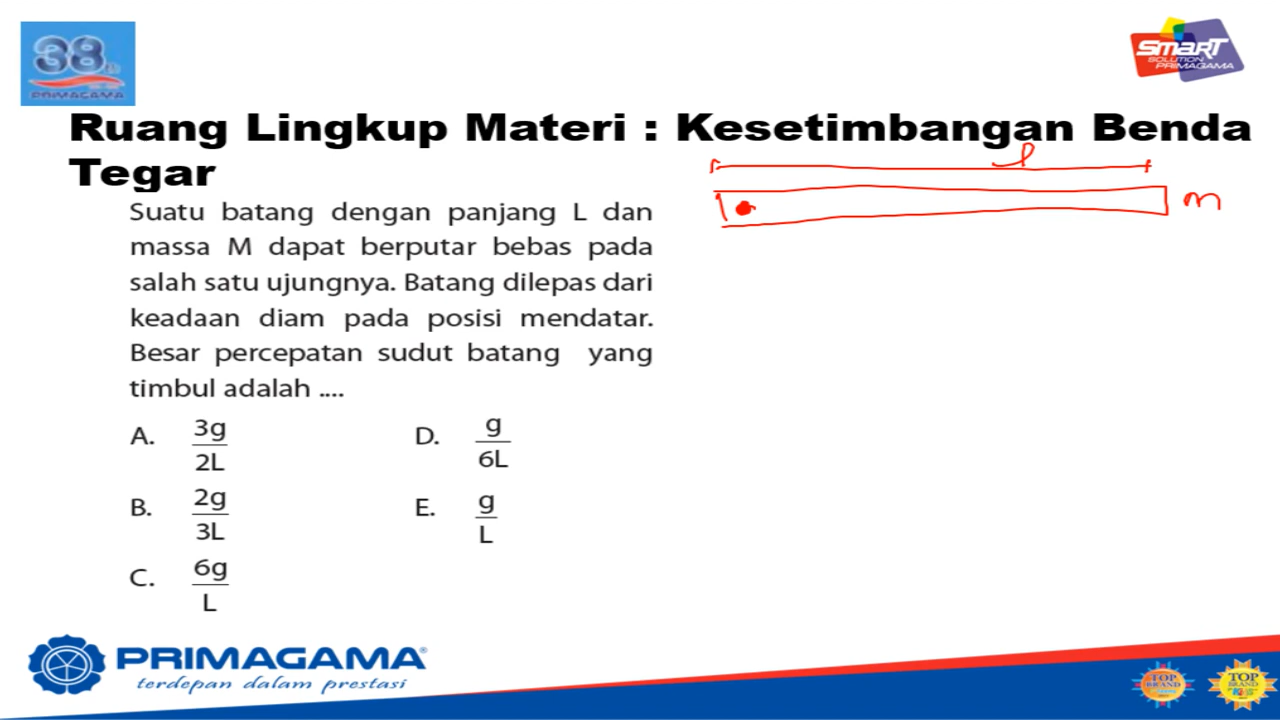 38th
PRIMAGAMA
SMART
SOLUTION
PRIMAGAMA
Ruang Lingkup Materi : Kesetimbangan Benda
Tegar
l
m
Suatu batang dengan panjang L dan
massa M dapat berputar bebas pada
salah satu ujungnya. Batang dilepas dari
keadaan diam pada posisi mendatar.
Besar percepatan sudut batang yang
timbul adalah ....
A. 3g/2L
D. g/6L
B. 2g/3L
E. g/L
C. 6g/L
PRIMAGAMA®
terdepan dalam prestasi
TOP
BRAND
TOP
BRAND